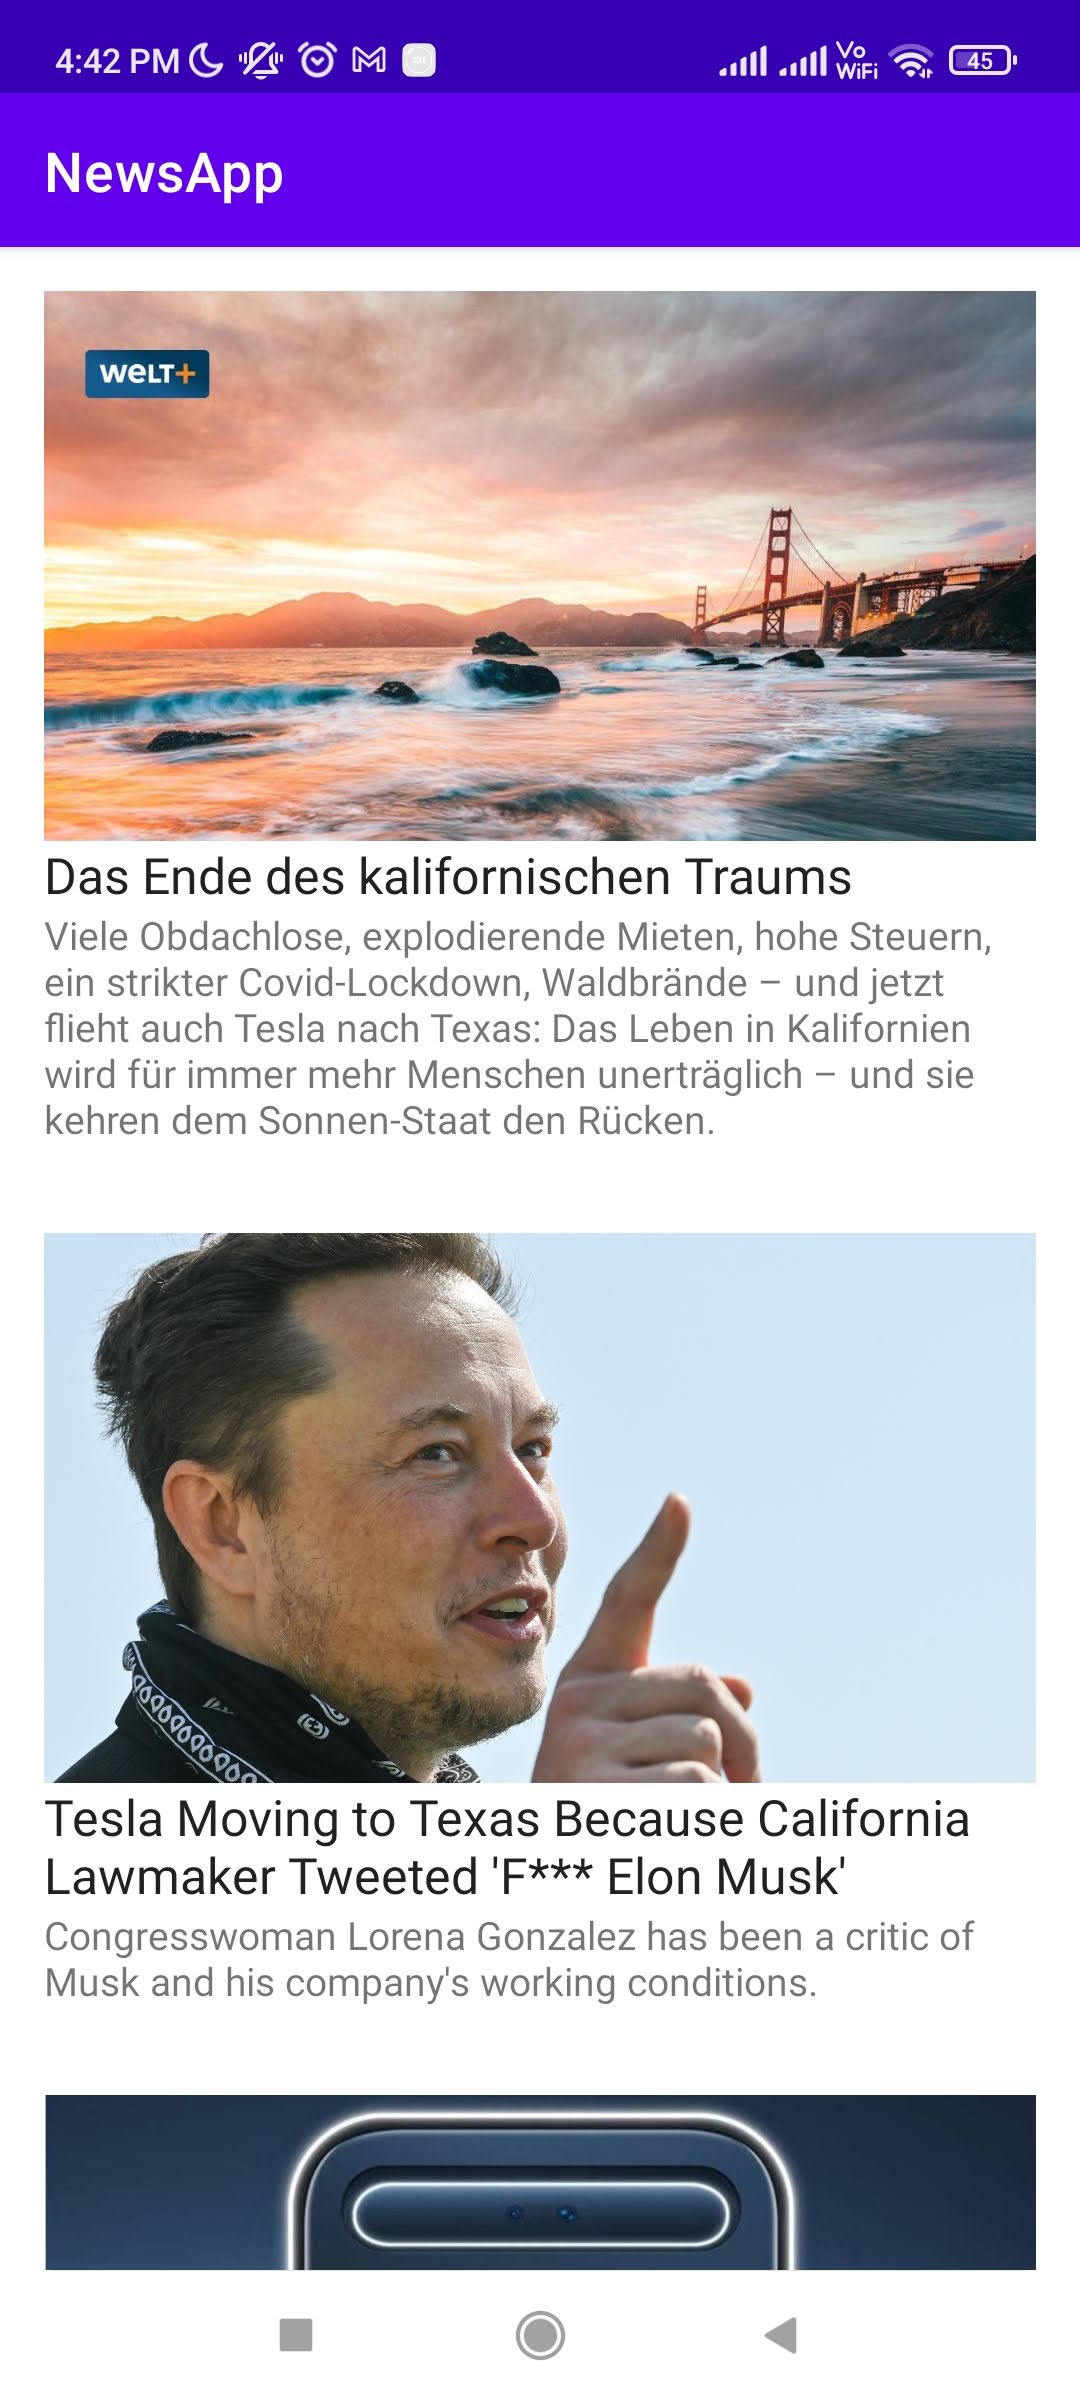 4:42 PM
Vo
WiFi
45
NewsApp
WELT+
Das Ende des kalifornischen Traums
Viele Obdachlose, explodierende Mieten, hohe Steuern,
ein strikter Covid-Lockdown, Waldbrände – und jetzt
flieht auch Tesla nach Texas: Das Leben in Kalifornien
wird für immer mehr Menschen unerträglich – und sie
kehren dem Sonnen-Staat den Rücken.
Tesla Moving to Texas Because California
Lawmaker Tweeted 'F*** Elon Musk'
Congresswoman Lorena Gonzalez has been a critic of
Musk and his company's working conditions.